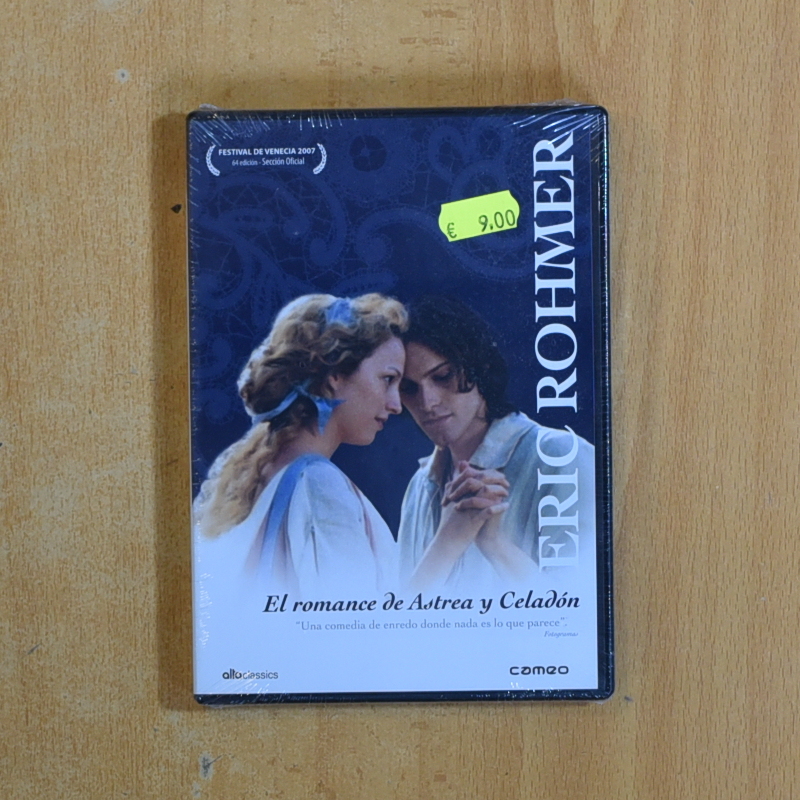 FESTIVAL DE VENECIA 2007
64 edición - Sección Oficial
€ 9.00
ERIC ROHMER
El romance de Astrea y Celadón
"Una comedia de enredo donde nada es lo que parece".
Fotogramas
altaclassics
cameo